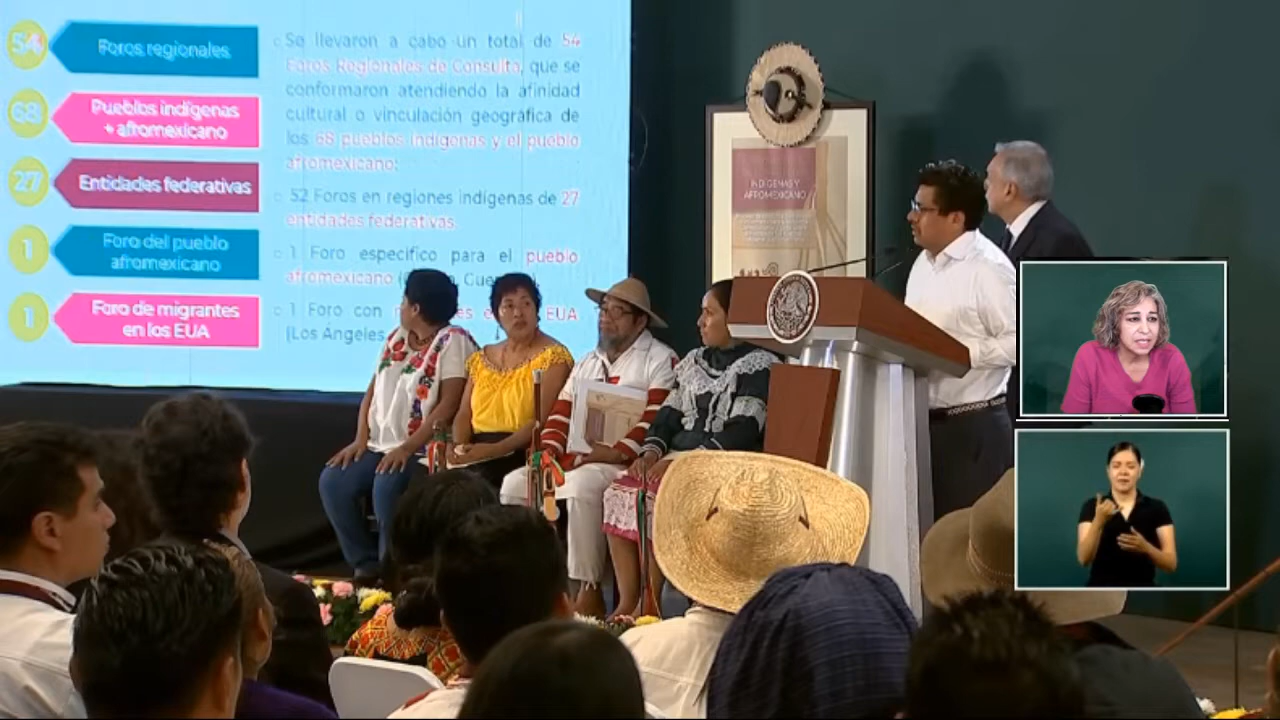 54
Foros regionales
68
Pueblos indígenas
+ afromexicano
27
Entidades federativas
1
Foro del pueblo
afromexicano
1
Foro de migrantes
en los EUA
Se llevaron a cabo un total de 54
Foros Regionales de Consulta, que se
conformaron atendiendo la afinidad
cultural o vinculación geográfica de
los 68 pueblos indígenas y el pueblo
afromexicano:
52 Foros en regiones indígenas de 27
entidades federativas.
1 Foro específico para el pueblo
afromexicano
1 Foro con EUA
(Los Angeles
INDÍGENAS Y
AFROMEXICANO